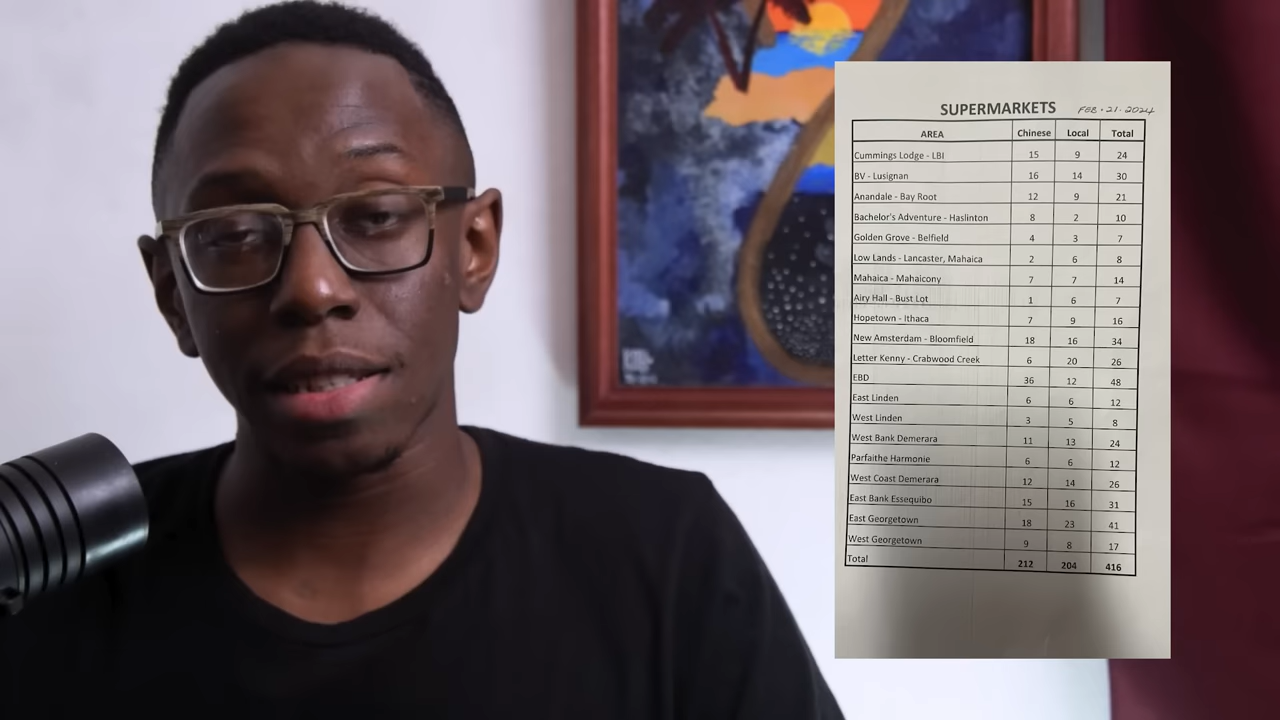 SUPERMARKETS FEB·21·2024
AREA Chinese Local Total
Cummings Lodge - LBI 15 9 24
BV - Lusignan 16 14 30
Anandale - Bay Root 12 9 21
Bachelor's Adventure - Haslinton 8 2 10
Golden Grove - Belfield 4 3 7
Low Lands - Lancaster, Mahaica 2 6 8
Mahaica - Mahaicony 7 7 14
Airy Hall - Bust Lot 1 6 7
Hopetown - Ithaca 7 9 16
New Amsterdam - Bloomfield 18 16 34
Letter Kenny - Crabwood Creek 6 20 26
EBD 36 12 48
East Linden 6 6 12
West Linden 3 5 8
West Bank Demerara 11 13 24
Parfaithe Harmonie 6 6 12
West Coast Demerara 12 14 26
East Bank Essequibo 15 16 31
East Georgetown 18 23 41
West Georgetown 9 8 17
Total 212 204 416